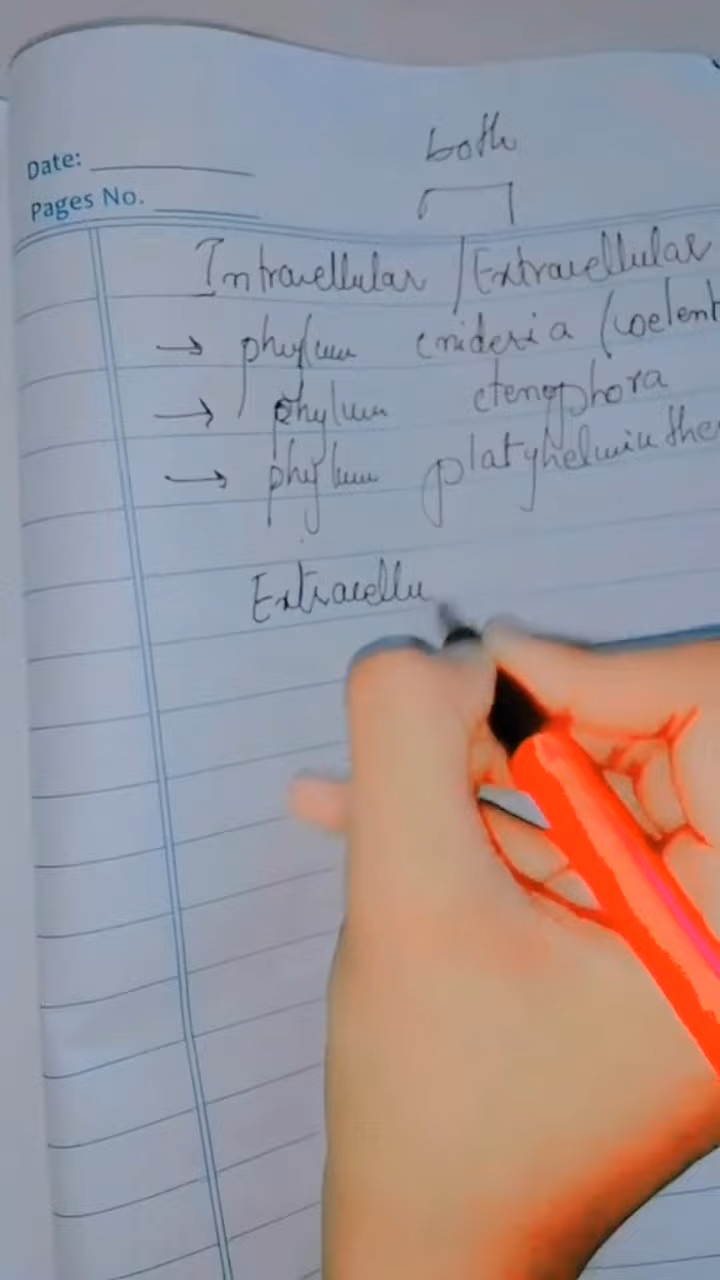 both
Date:
Pages No.
Intracellular / Extracellular
→ phylum cnideria (coelent
→ phylum ctenophora
→ phylum platyhelminthe
Extracellu